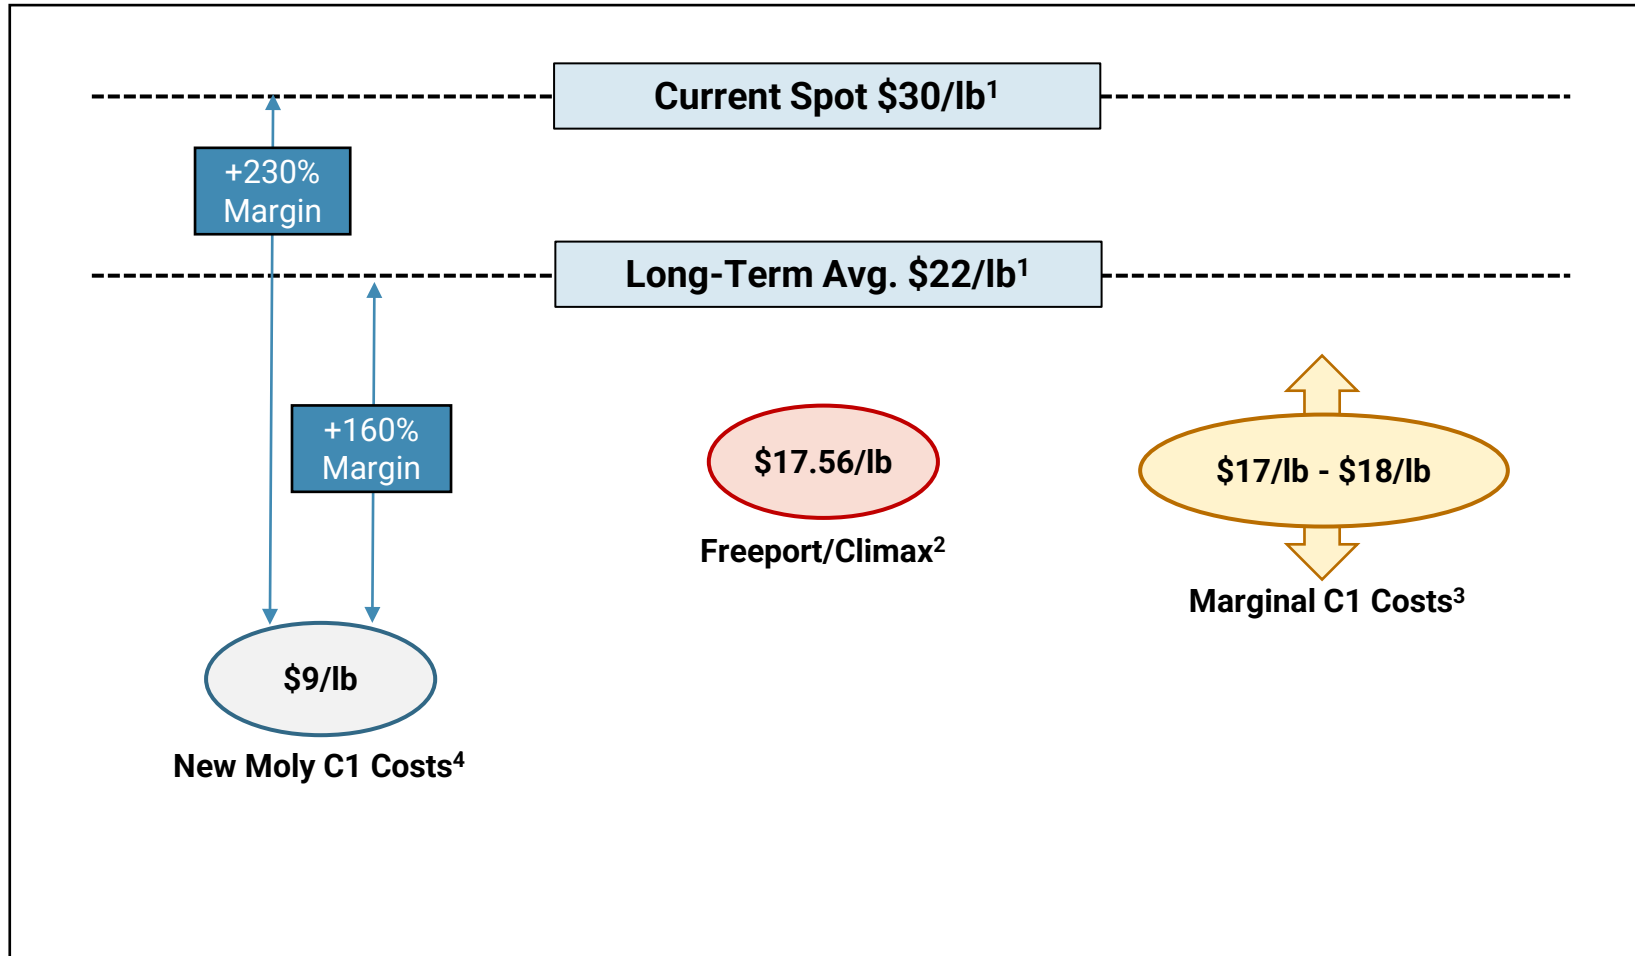 Current Spot $30/lb¹
+230%
Margin
Long-Term Avg. $22/lb¹
+160%
Margin
$17.56/lb
Freeport/Climax²
$17/lb - $18/lb
Marginal C1 Costs³
$9/lb
New Moly C1 Costs⁴